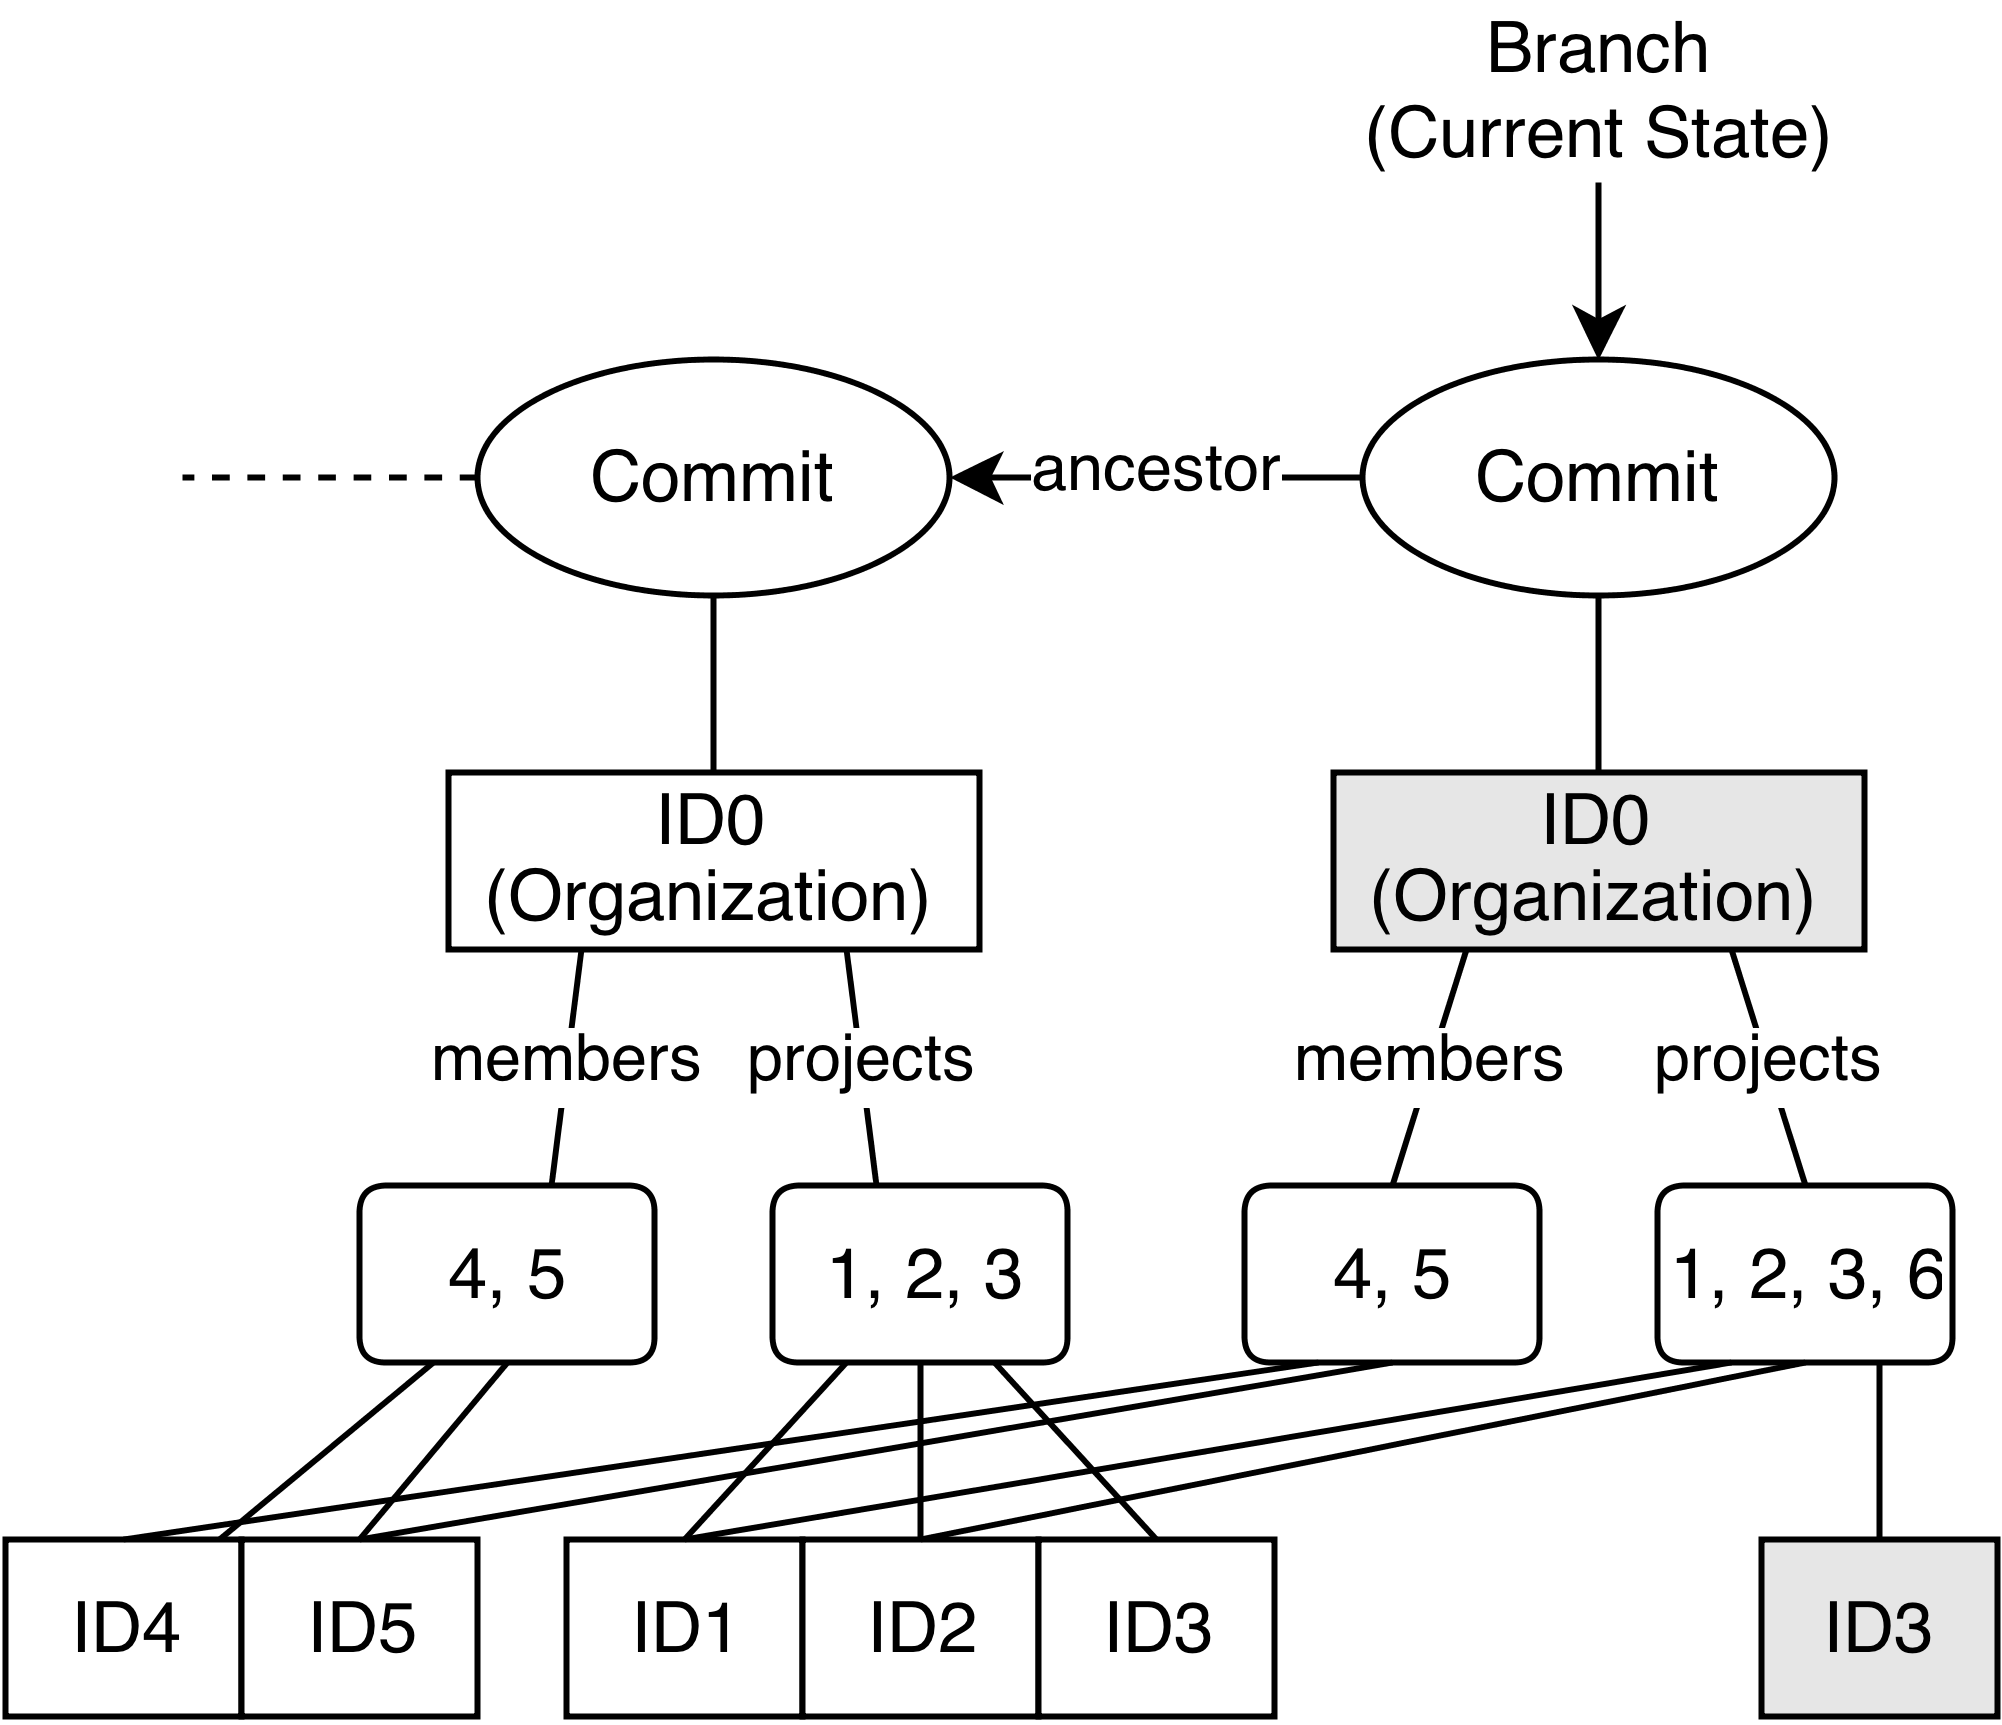 Branch
(Current State)
Commit
ancestor
Commit
ID0
(Organization)
ID0
(Organization)
members
projects
members
projects
4, 5
1, 2, 3
4, 5
1, 2, 3, 6
ID4
ID5
ID1
ID2
ID3
ID3